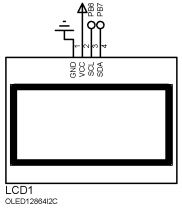 PB6
PB7
1
2
3
4
GND
VCC
SCL
SDA
LCD1
OLED12864I2C